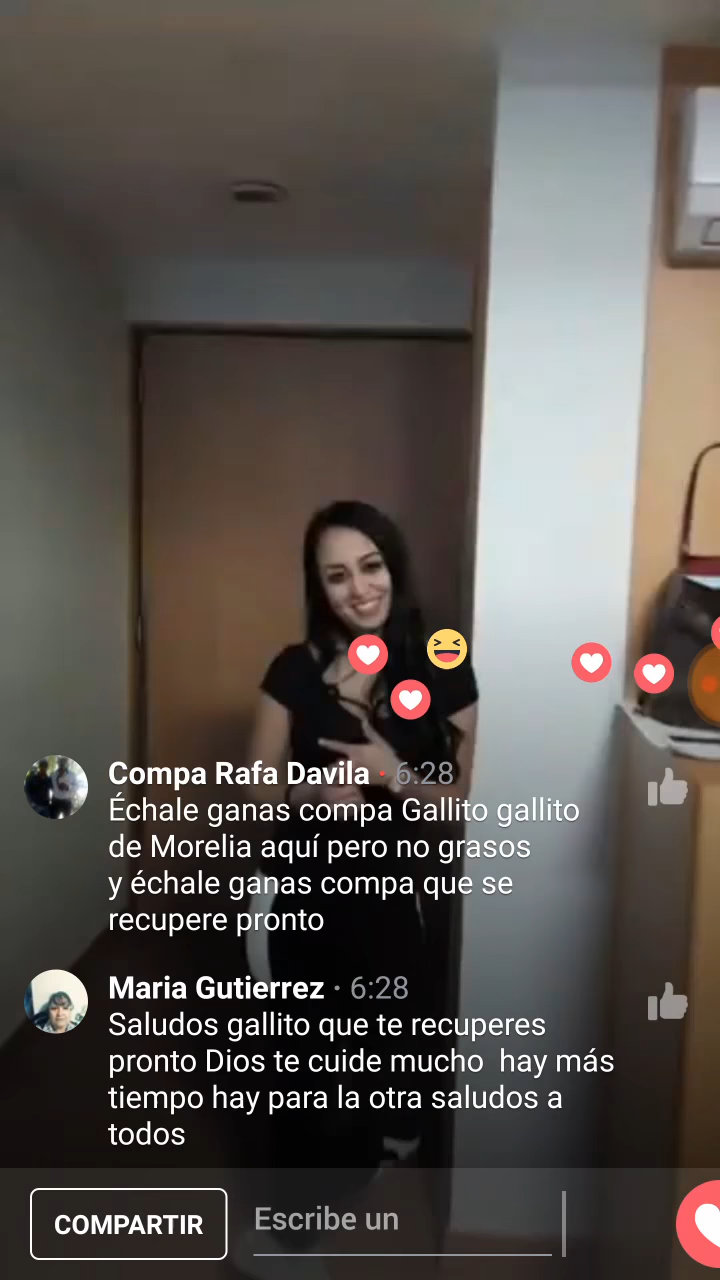 Compa Rafa Davila · 6:28
Échale ganas compa Gallito gallito
de Morelia aquí pero no grasos
y échale ganas compa que se
recupere pronto
Maria Gutierrez · 6:28
Saludos gallito que te recuperes
pronto Dios te cuide mucho  hay más
tiempo hay para la otra saludos a
todos
COMPARTIR
Escribe un